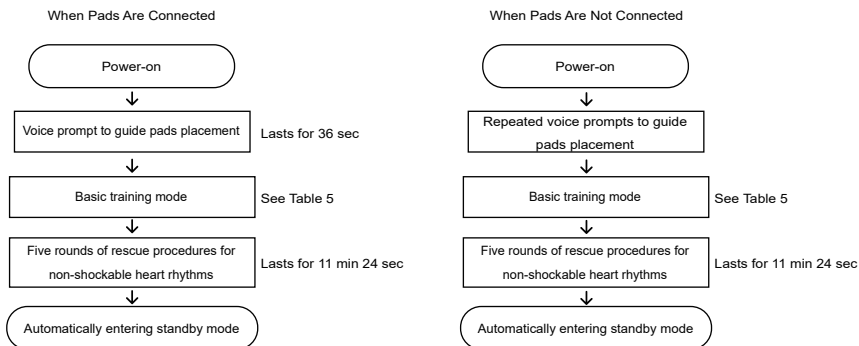 When Pads Are Connected
Power-on
Voice prompt to guide pads placement
Lasts for 36 sec
Basic training mode
See Table 5
Five rounds of rescue procedures for
non-shockable heart rhythms
Lasts for 11 min 24 sec
Automatically entering standby mode
When Pads Are Not Connected
Power-on
Repeated voice prompts to guide
pads placement
Basic training mode
See Table 5
Five rounds of rescue procedures for
non-shockable heart rhythms
Lasts for 11 min 24 sec
Automatically entering standby mode